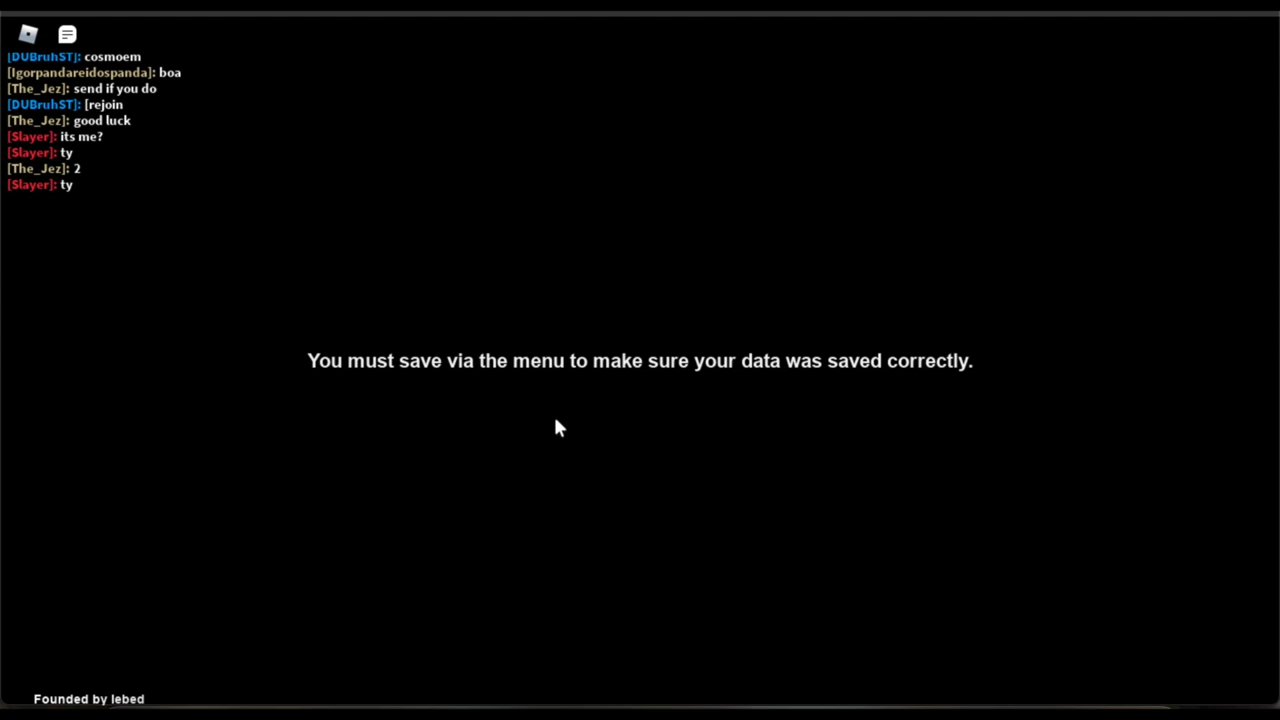 [DUBruhST]: cosmoem
[Igorpandareidospanda]: boa
[The_Jez]: send if you do
[DUBruhST]: [rejoin
[The_Jez]: good luck
[Slayer]: its me?
[Slayer]: ty
[The_Jez]: 2
[Slayer]: ty
You must save via the menu to make sure your data was saved correctly.
Founded by lebed